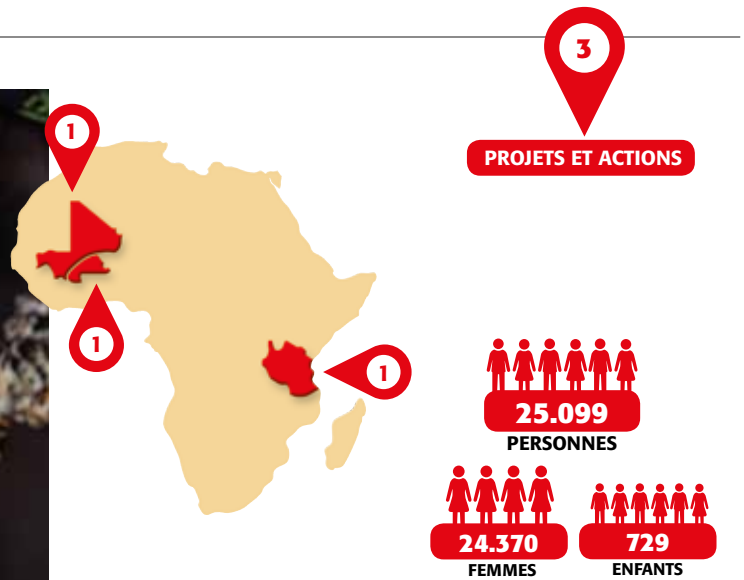 3
PROJETS ET ACTIONS
1
1
1
25.099
PERSONNES
24.370
FEMMES
729
ENFANTS